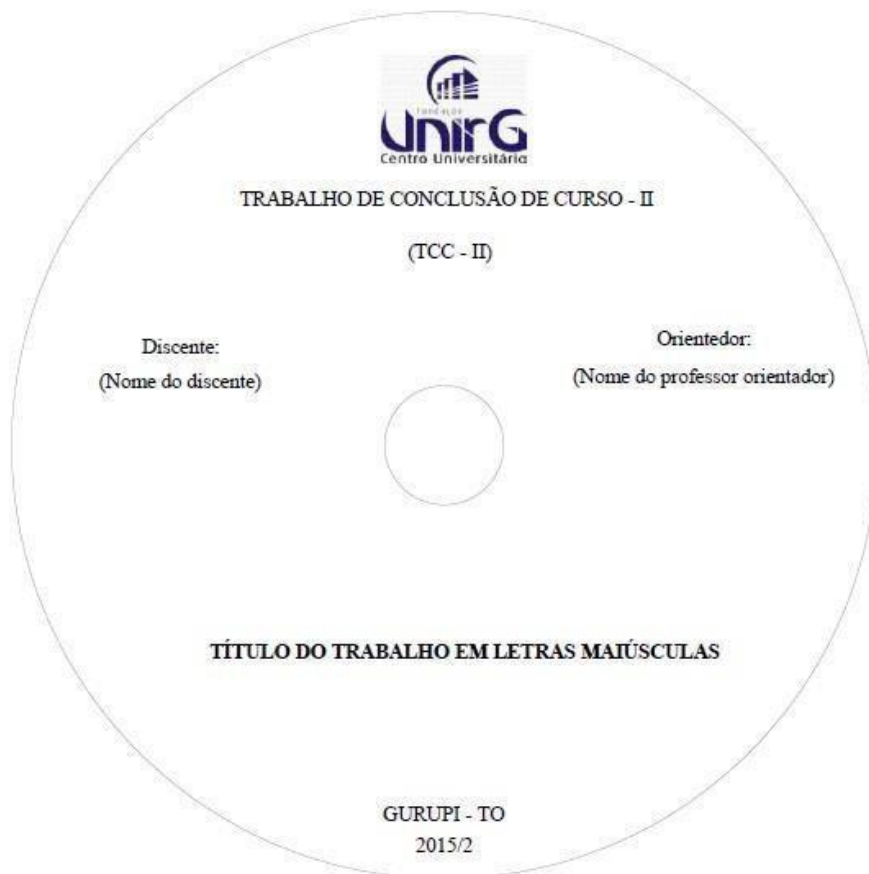 Fundação
UnirG
Centro Universitário
TRABALHO DE CONCLUSÃO DE CURSO - II
(TCC - II)
Discente:
(Nome do discente)
Orientedor:
(Nome do professor orientador)
TÍTULO DO TRABALHO EM LETRAS MAIÚSCULAS
GURUPI - TO
2015/2